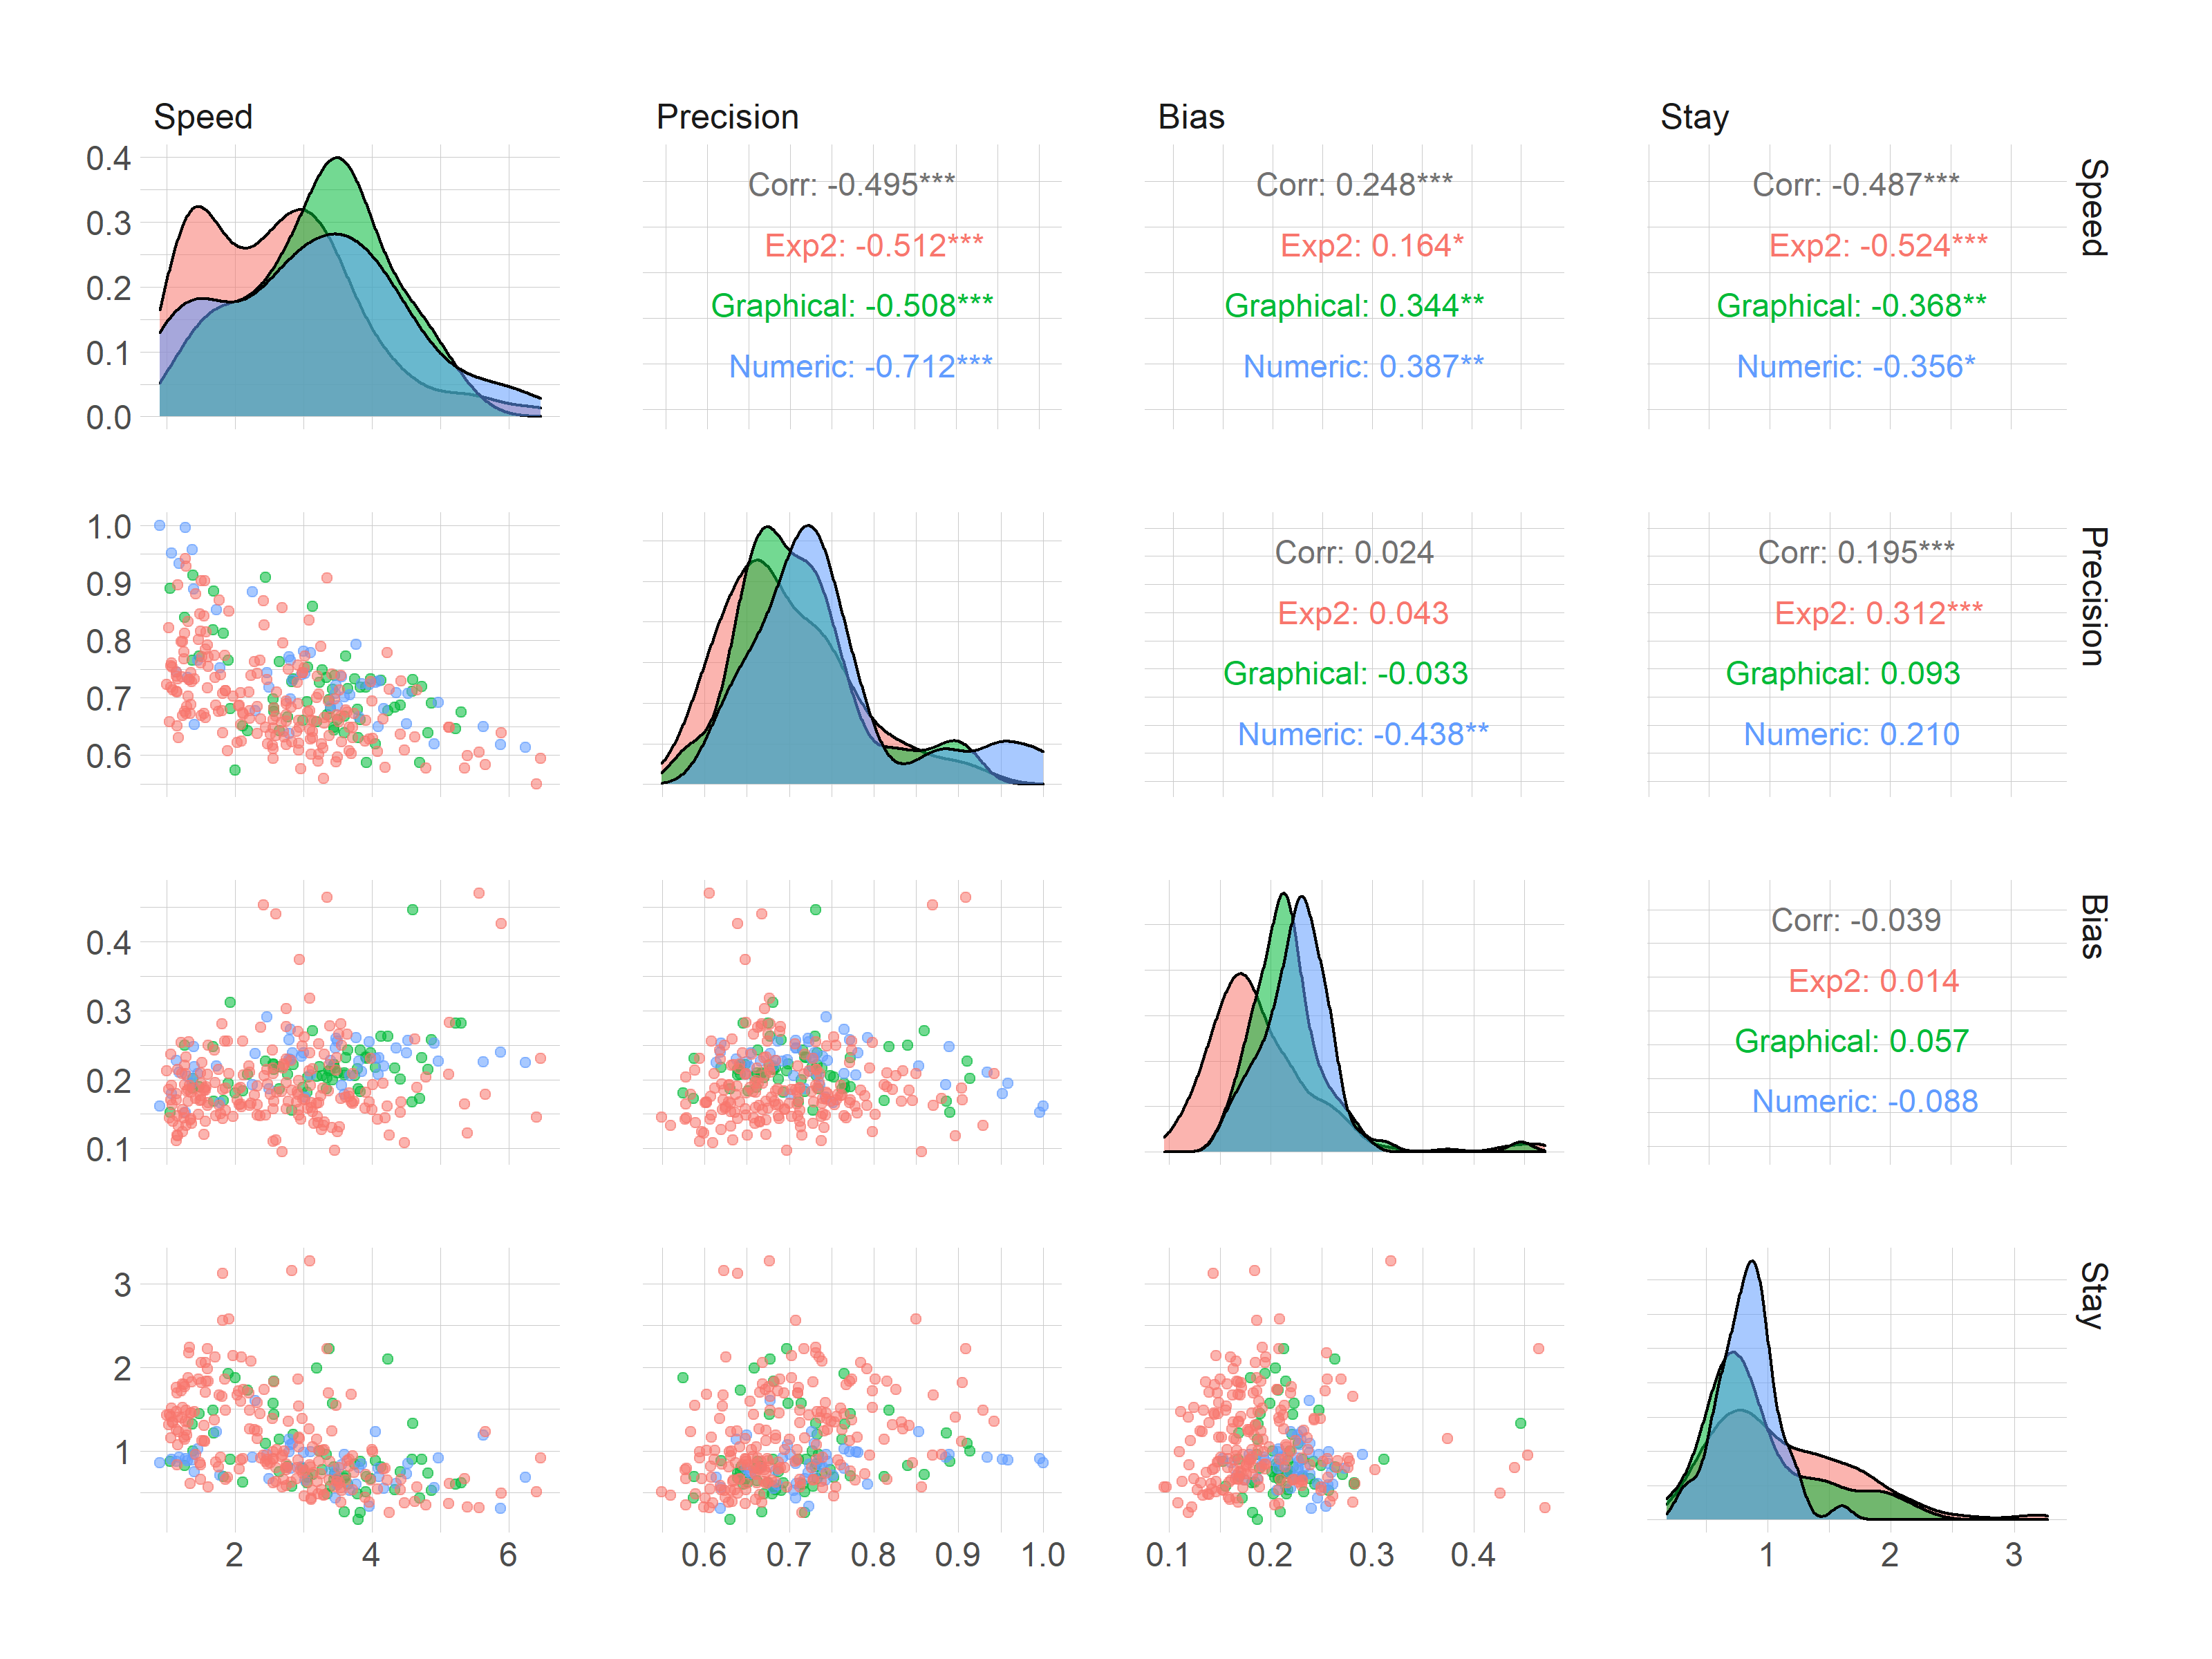 Speed Precision Bias Stay
0.4
0.3
0.2
0.1
0.0
Corr: -0.495***
Exp2: -0.512***
Graphical: -0.508***
Numeric: -0.712***
Corr: 0.248***
Exp2: 0.164*
Graphical: 0.344**
Numeric: 0.387**
Corr: -0.487***
Exp2: -0.524***
Graphical: -0.368**
Numeric: -0.356*
Speed
1.0
0.9
0.8
0.7
0.6
Corr: 0.024
Exp2: 0.043
Graphical: -0.033
Numeric: -0.438**
Corr: 0.195***
Exp2: 0.312***
Graphical: 0.093
Numeric: 0.210
Precision
0.4
0.3
0.2
0.1
Corr: -0.039
Exp2: 0.014
Graphical: 0.057
Numeric: -0.088
Bias
3
2
1
Stay
2 4 6 0.6 0.7 0.8 0.9 1.0 0.1 0.2 0.3 0.4 1 2 3